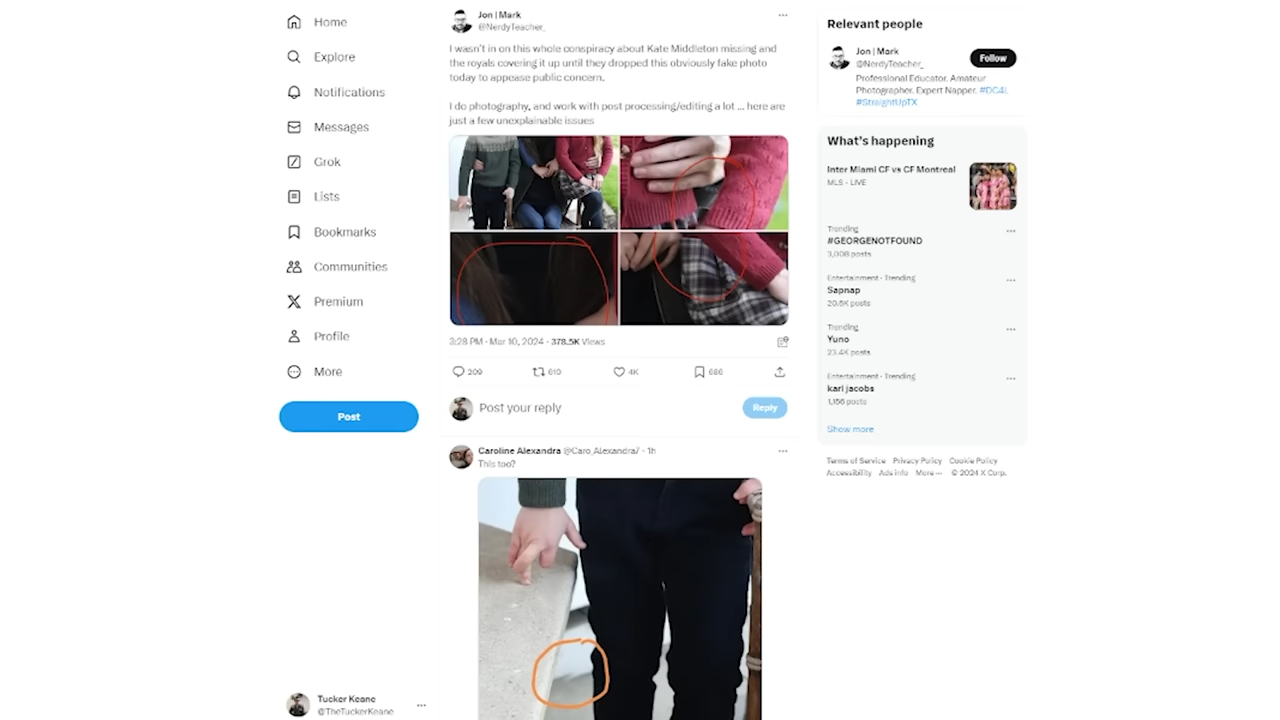 Home
Explore
Notifications
Messages
Grok
Lists
Bookmarks
Communities
Premium
Profile
More
Post
Tucker Keane
@TheTuckerKeane
Jon | Mark
@NerdyTeacher_
I wasn't in on this whole conspiracy about Kate Middleton missing and
the royals covering it up until they dropped this obviously fake photo
today to appease public concern.
I do photography, and work with post processing/editing a lot ... here are
just a few unexplainable issues
3:28 PM · Mar 10, 2024 · 378.5K Views
209 610 4K 686
Post your reply
Reply
Caroline Alexandra @Caro_Alexandra7 · 1h
This too?
Relevant people
Jon | Mark
@NerdyTeacher_
Follow
Professional Educator. Amateur
Photographer. Expert Napper. #DC4L
#StraightUpTX
What's happening
Inter Miami CF vs CF Montreal
MLS · LIVE
Trending
#GEORGENOTFOUND
3,008 posts
Entertainment · Trending
Sapnap
20.6K posts
Trending
Yuno
23.4K posts
Entertainment · Trending
karl jacobs
1,156 posts
Show more
Terms of Service Privacy Policy Cookie Policy
Accessibility Ads info More ··· © 2024 X Corp.